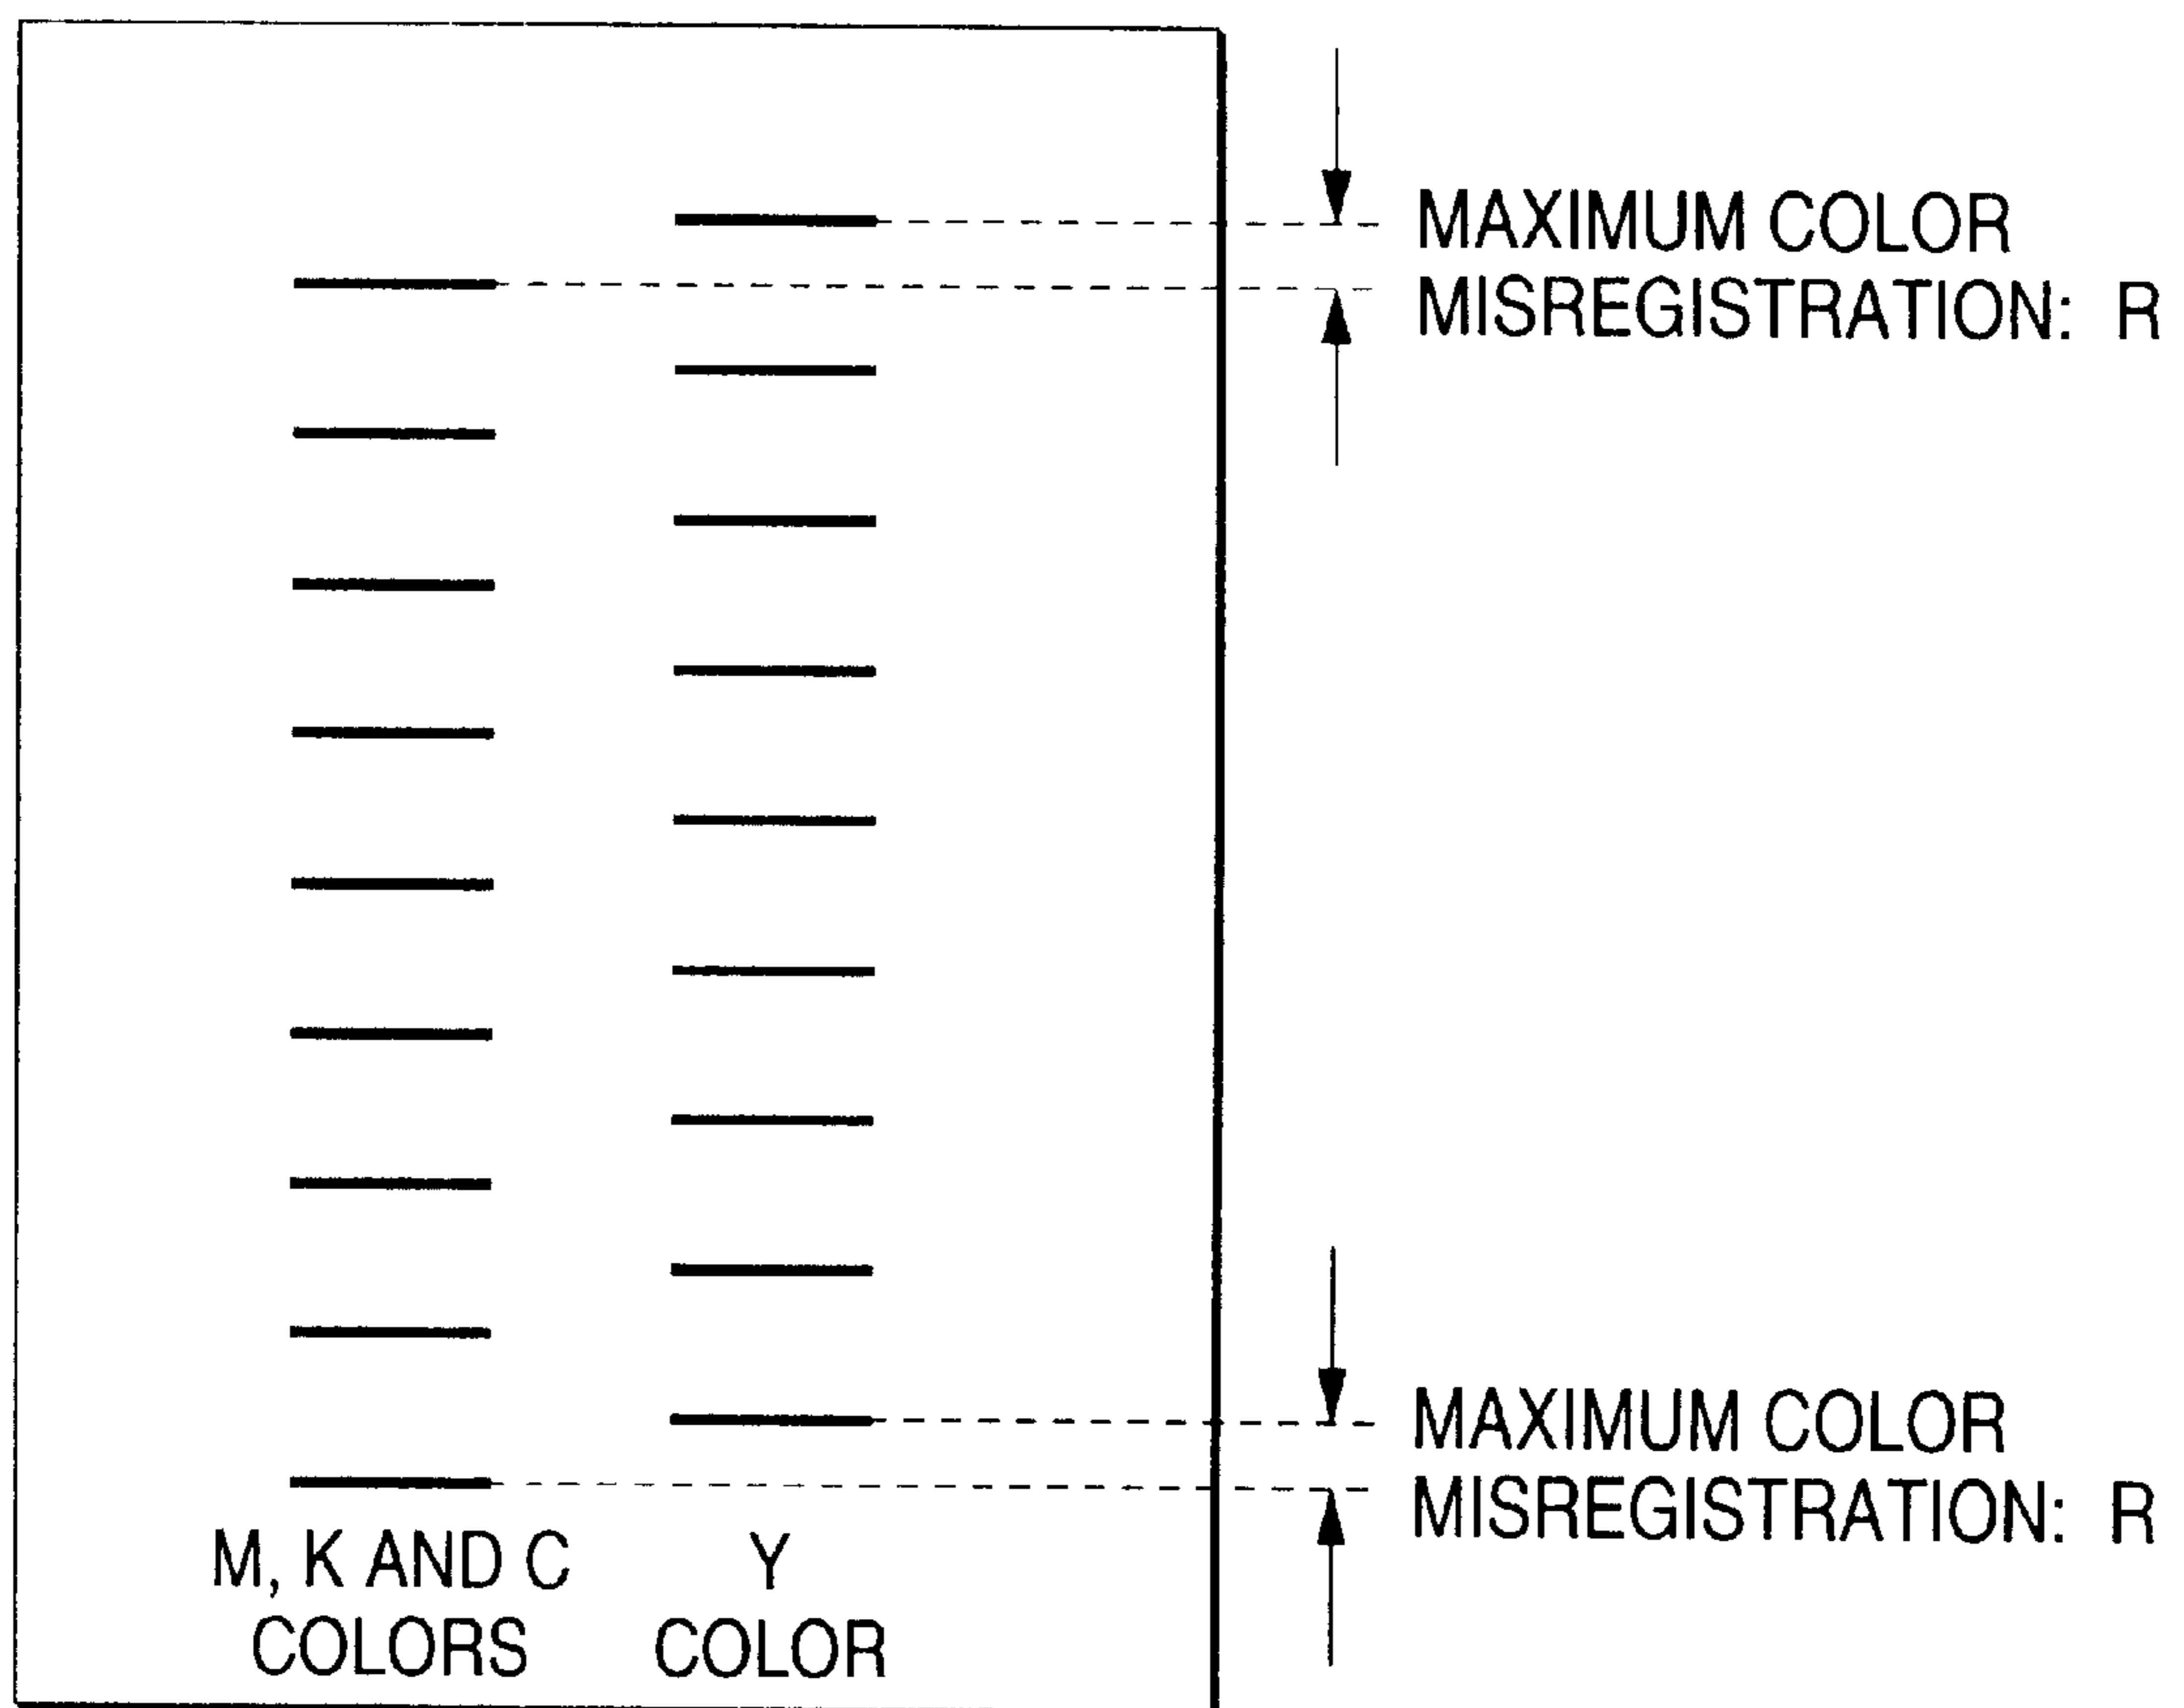 MAXIMUM COLOR
MISREGISTRATION: R
MAXIMUM COLOR
MISREGISTRATION: R
M, K AND C
COLORS
Y
COLOR